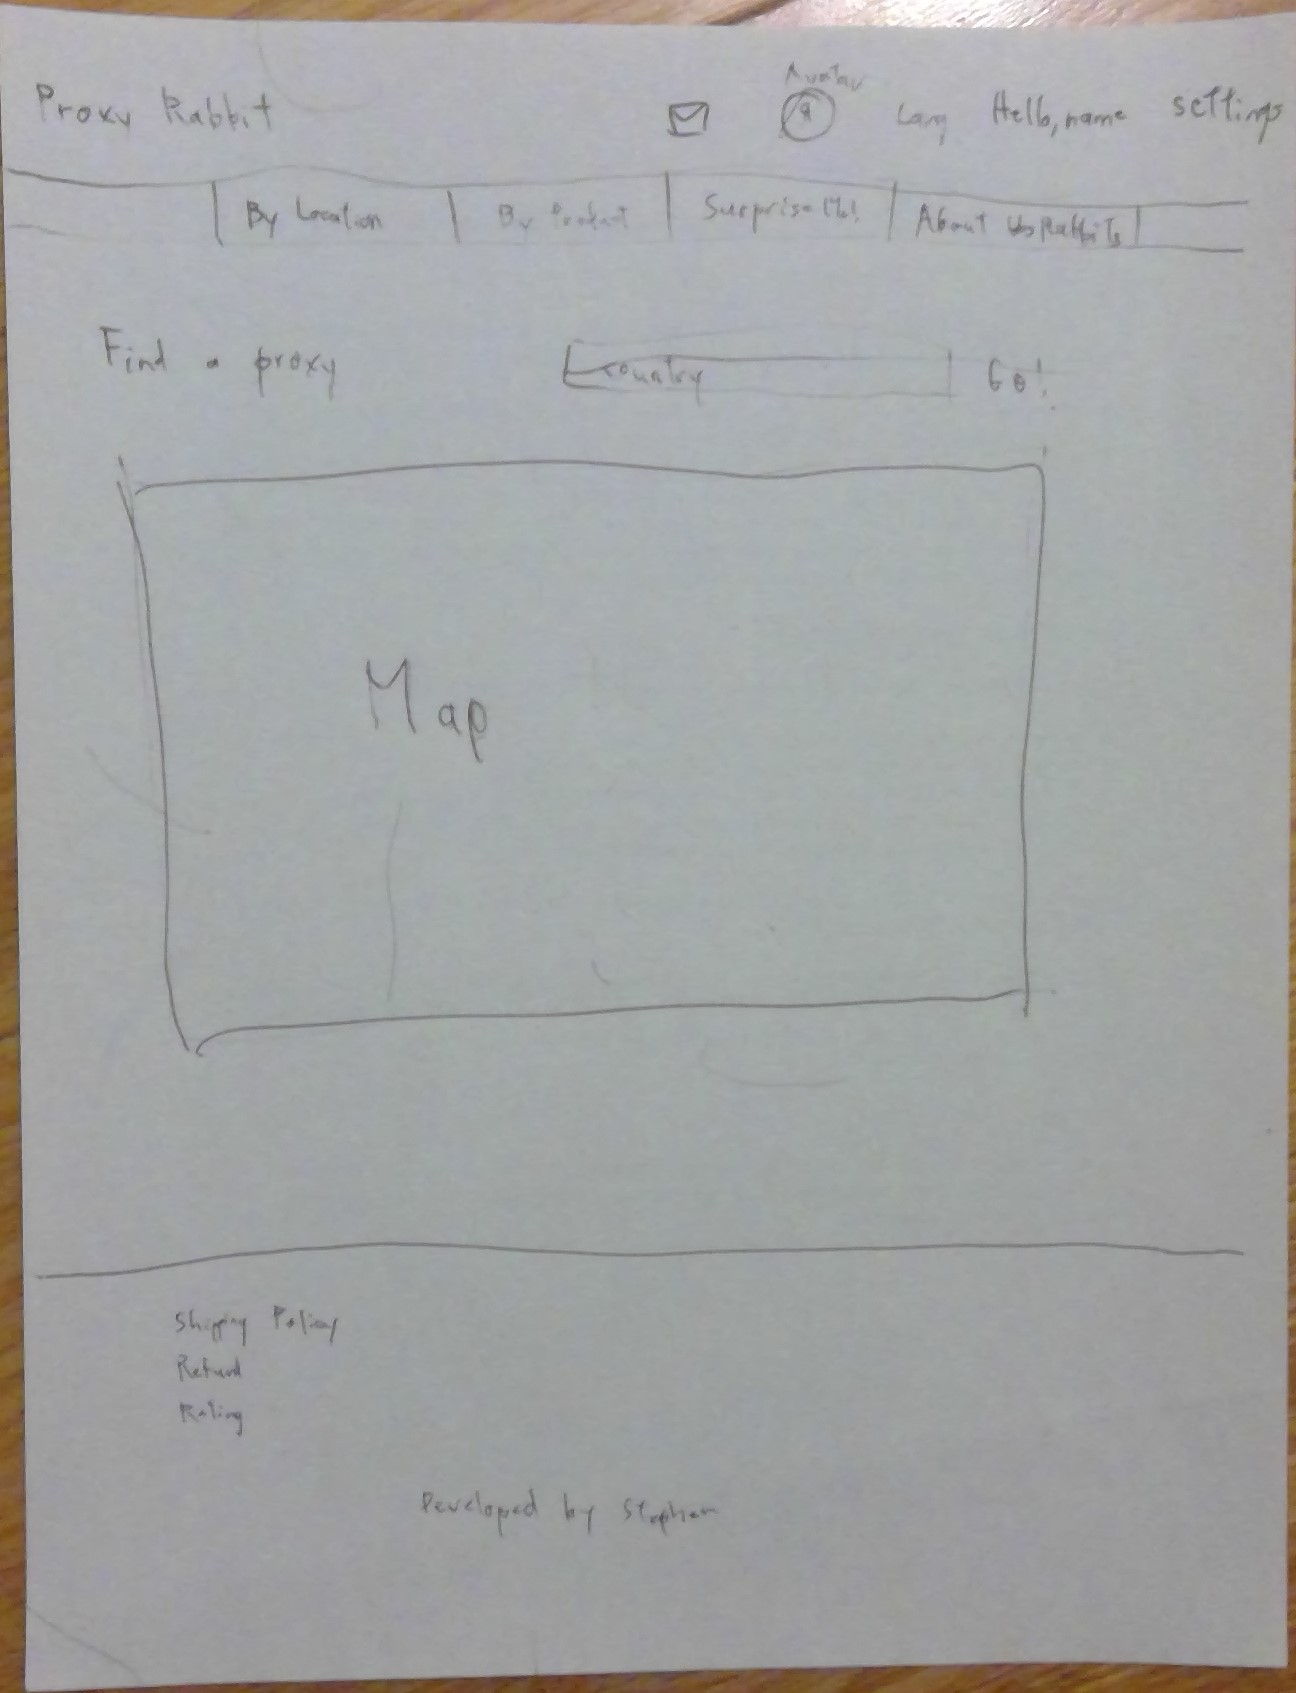 Avatar
Proxy Rabbit Lang Hello, name settings
By Location By Product Surprise Me! About Us Rabbits
Find a proxy country Go!
Map
Shipping Policy
Refund
Rating
Developed by Stephen